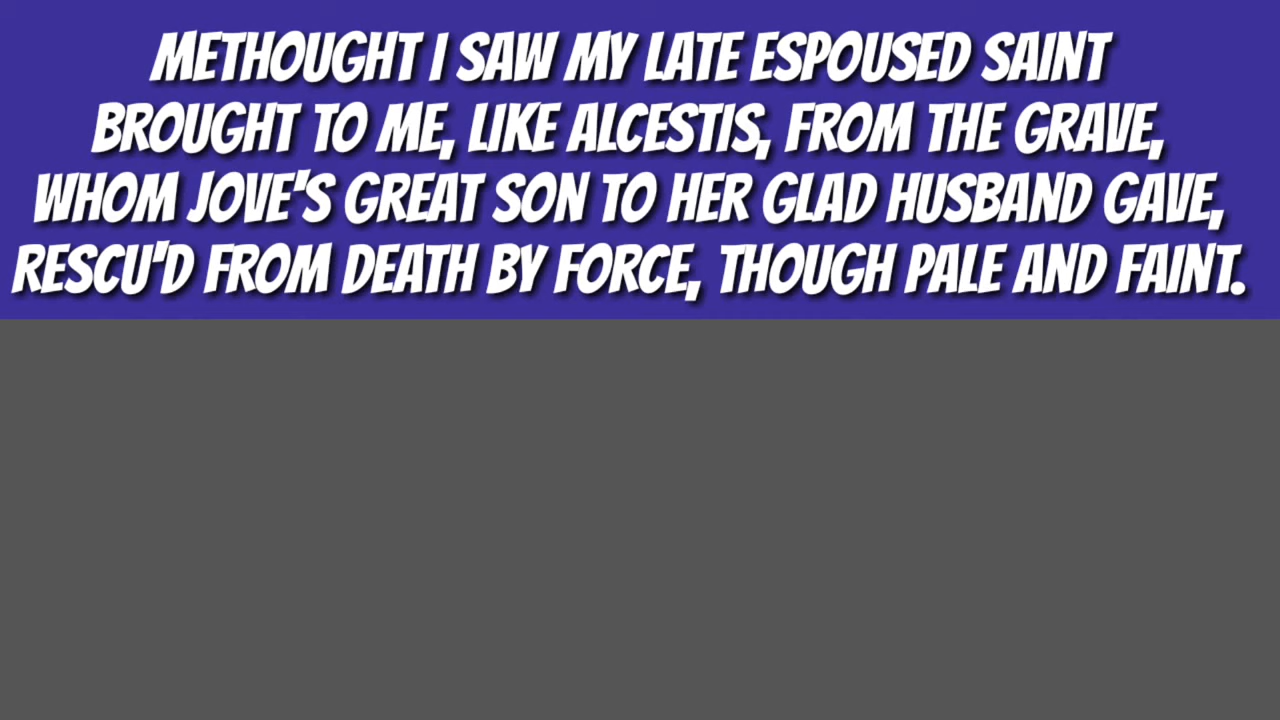 METHOUGHT I SAW MY LATE ESPOUSED SAINT
BROUGHT TO ME, LIKE ALCESTIS, FROM THE GRAVE,
WHOM JOVE'S GREAT SON TO HER GLAD HUSBAND GAVE,
RESCU'D FROM DEATH BY FORCE, THOUGH PALE AND FAINT.